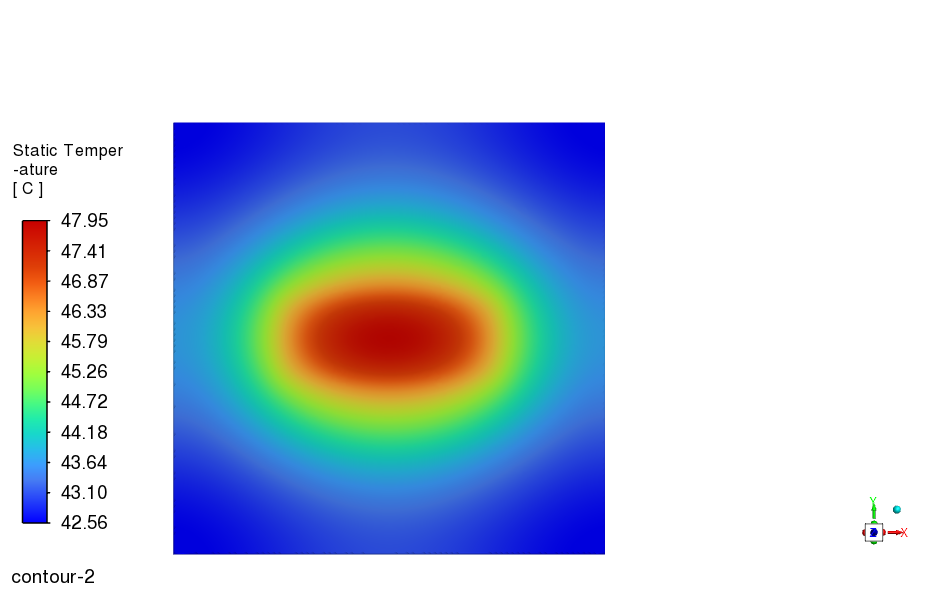 Static Temper
-ature
[ C ]
47.95
47.41
46.87
46.33
45.79
45.26
44.72
44.18
43.64
43.10
42.56
contour-2
Y
Z
X